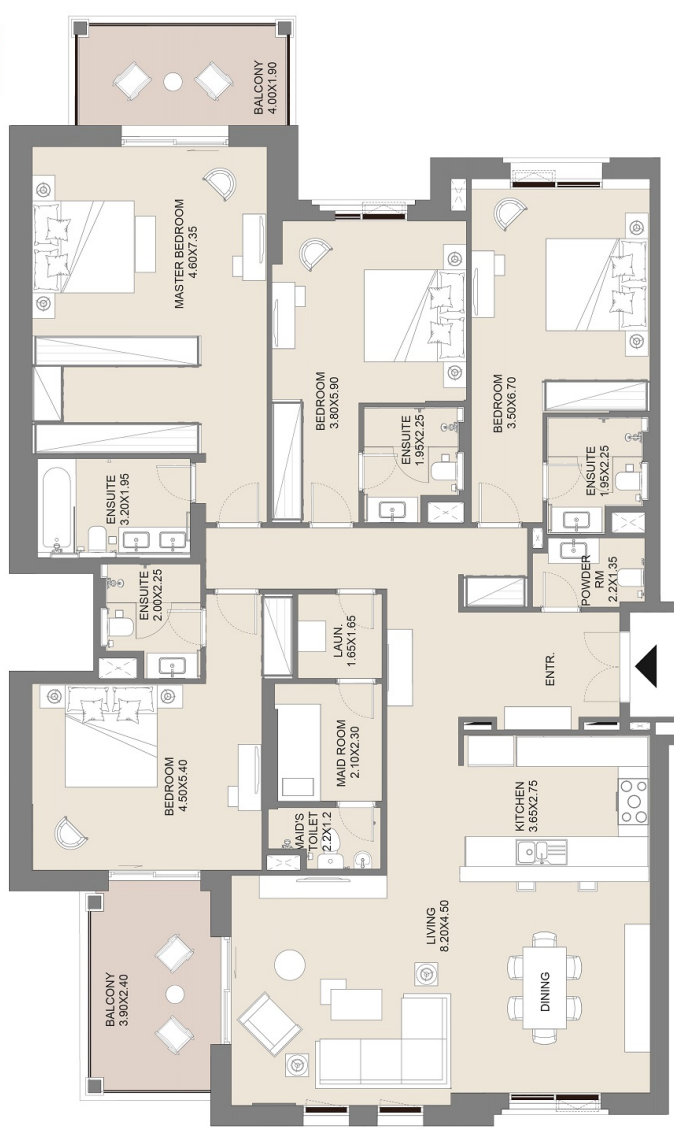 BALCONY
4.00X1.90
MASTER BEDROOM
4.60X7.35
BEDROOM
3.80X5.90
BEDROOM
3.50X6.70
ENSUITE
1.95X2.25
ENSUITE
1.95X2.25
ENSUITE
3.20X1.95
ENSUITE
2.00X2.25
POWDER
RM
2.2X1.35
LAUN.
1.65X1.65
ENTR.
MAID ROOM
2.10X2.30
BEDROOM
4.50X5.40
MAID'S
TOILET
2.2X1.2
KITCHEN
3.65X2.75
LIVING
8.20X4.50
DINING
BALCONY
3.90X2.40